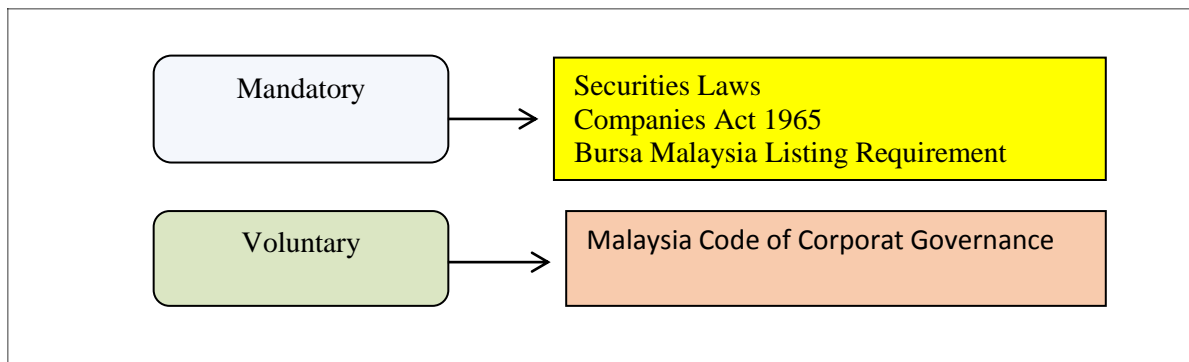 Mandatory
Securities Laws
Companies Act 1965
Bursa Malaysia Listing Requirement
Voluntary
Malaysia Code of Corporat Governance